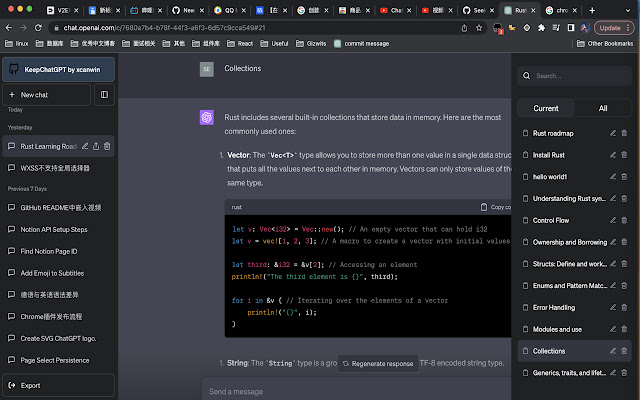 V2E
新标
哔哩
GitH
New
Gizw
S
【在
创建
商品
Cha
视频
See
Rust
chro
chat.openai.com/c/7680a7b4-b78f-44f3-a6f3-6d57c9cca549#21
Update
linux
数据库
优秀中文博客
面试相关
其他
组件库
React
Useful
Gizwits
commit message
Other Bookmarks
KeepChatGPT by xcanwin
New chat
Today
Yesterday
Rust Learning Road
WXSS不支持全局选择器
Previous 7 Days
GitHub README中嵌入视频
Notion API Setup Steps
Find Notion Page ID
Add Emoji to Subtitles
德语与英语语法差异
Chrome插件发布流程
Create SVG ChatGPT logo.
Page Select Persistence
Export
SE
Collections
Rust includes several built-in collections that store data in memory. Here are the most
commonly used ones:
1. Vector: The `Vec<T>` type allows you to store more than one value in a single data struc
that puts all the values next to each other in memory. Vectors can only store values of the
same type.
rust
Copy co
let v: Vec<i32> = Vec::new(); // An empty vector that can hold i32
let v = vec![1, 2, 3]; // A macro to create a vector with initial values
let third: &i32 = &v[2]; // Accessing an element
println!("The third element is {}", third);
for i in &v { // Iterating over the elements of a vector
println!("{}", i);
}
1. String: The `String` type is a gro
Regenerate response
TF-8 encoded string type.
Send a message
Search...
Current
All
Rust roadmap
Install Rust
hello world1
Understanding Rust syn...
Control Flow
Ownership and Borrowing
Structs: Define and work...
Enums and Pattern Matc...
Error Handling
Modules and use
Collections
Generics, traits, and lifet...